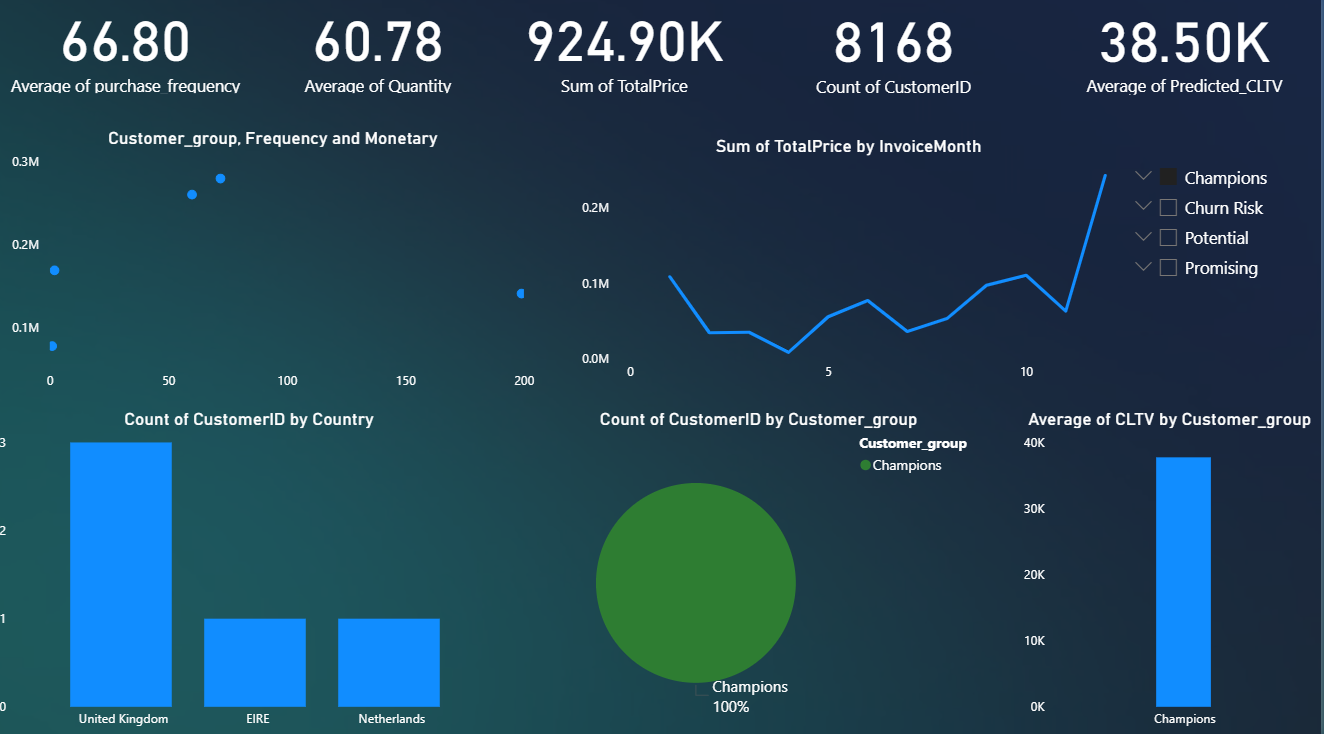 66.80
Average of purchase_frequency
60.78
Average of Quantity
924.90K
Sum of TotalPrice
8168
Count of CustomerID
38.50K
Average of Predicted_CLTV
Customer_group, Frequency and Monetary
0.3M
0.2M
0.1M
0 50 100 150 200
Sum of TotalPrice by InvoiceMonth
0.2M
0.1M
0.0M
0 5 10
Champions
Churn Risk
Potential
Promising
Count of CustomerID by Country
3
2
1
0
United Kingdom EIRE Netherlands
Count of CustomerID by Customer_group
Customer_group
Champions
Champions
100%
Average of CLTV by Customer_group
40K
30K
20K
10K
0K
Champions